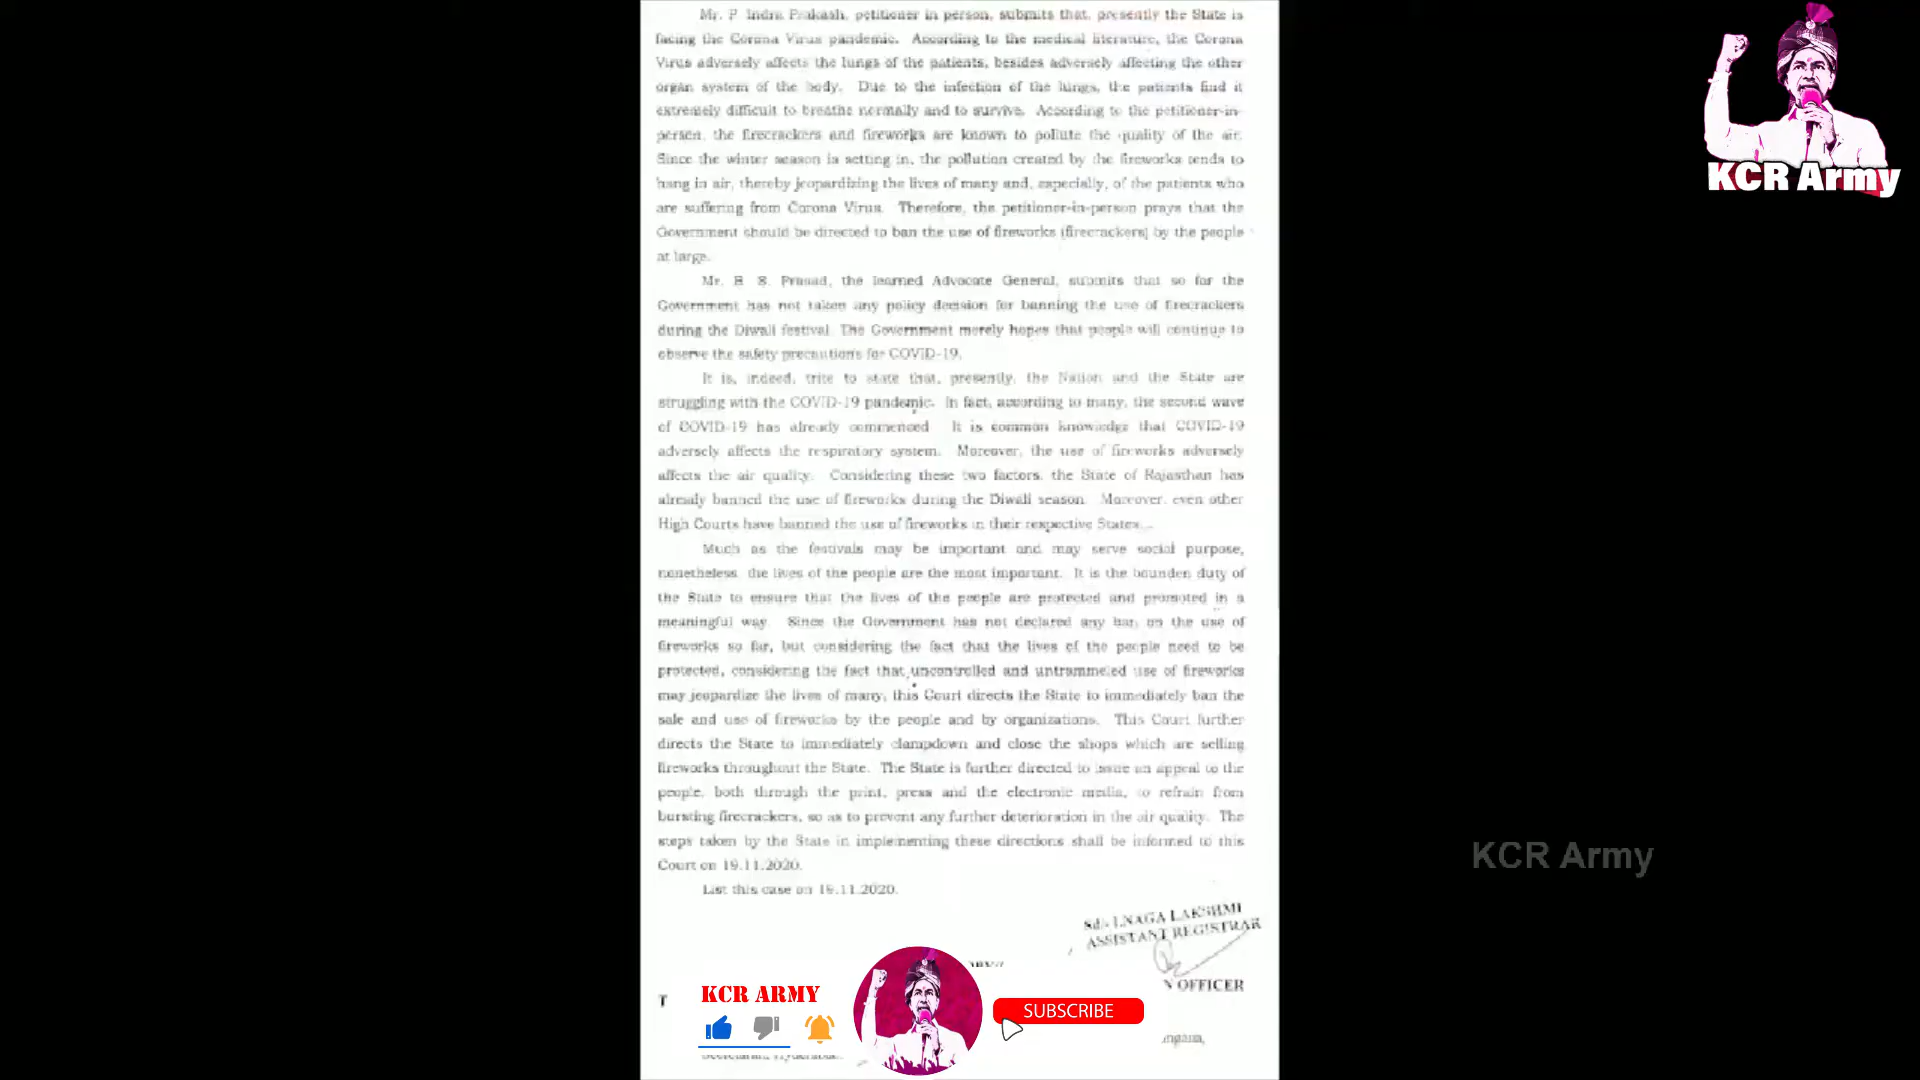 Mr. P Indra Prakash, petitioner in person, submits that, presently the State is
facing the Corona Virus pandemic. According to the medical literature, the Corona
Virus adversely affects the lungs of the patients, besides adversely affecting the other
organ system of the body. Due to the infection of the lungs, the patients find it
extremely difficult to breathe normally and to survive. According to the petitioner-in-
person, the firecrackers and fireworks are known to pollute the quality of the air.
Since the winter season is setting in, the pollution created by the fireworks tends to
hang in air, thereby jeopardizing the lives of many and, especially, of the patients who
are suffering from Corona Virus. Therefore, the petitioner-in-person prays that the
Government should be directed to ban the use of fireworks (firecrackers) by the people
at large.
Mr. B. S. Prasad, the learned Advocate General, submits that so far the
Government has not taken any policy decision for banning the use of firecrackers
during the Diwali festival. The Government merely hopes that people will continue to
observe the safety precautions for COVID-19.
It is, indeed, trite to state that, presently, the Nation and the State are
struggling with the COVID-19 pandemic. In fact, according to many, the second wave
of COVID-19 has already commenced It is common knowledge that COVID-19
adversely affects the respiratory system. Moreover, the use of fireworks adversely
affects the air quality. Considering these two factors, the State of Rajasthan has
already banned the use of fireworks during the Diwali season. Moreover, even other
High Courts have banned the use of fireworks in their respective States...
Much as the festivals may be important and may serve social purpose,
nonetheless the lives of the people are the most important. It is the bounden duty of
the State to ensure that the lives of the people are protected and promoted in a
meaningful way. Since the Government has not declared any ban on the use of
fireworks so far, but considering the fact that the lives of the people need to be
protected, considering the fact that uncontrolled and untrammeled use of fireworks
may jeopardize the lives of many, this Court directs the State to immediately ban the
sale and use of fireworks by the people and by organizations. This Court further
directs the State to immediately clampdown and close the shops which are selling
fireworks throughout the State. The State is further directed to issue an appeal to the
people, both through the print, press and the electronic media, to refrain from
bursting firecrackers, so as to prevent any further deterioration in the air quality. The
steps taken by the State in implementing these directions shall be informed to this
Court on 19.11.2020.
List this case on 19.11.2020.
Sd/- I.NAGA LAKSHMI
ASSISTANT REGISTRAR
N OFFICER
T
KCR ARMY
SUBSCRIBE
KCR Army
KCR Army